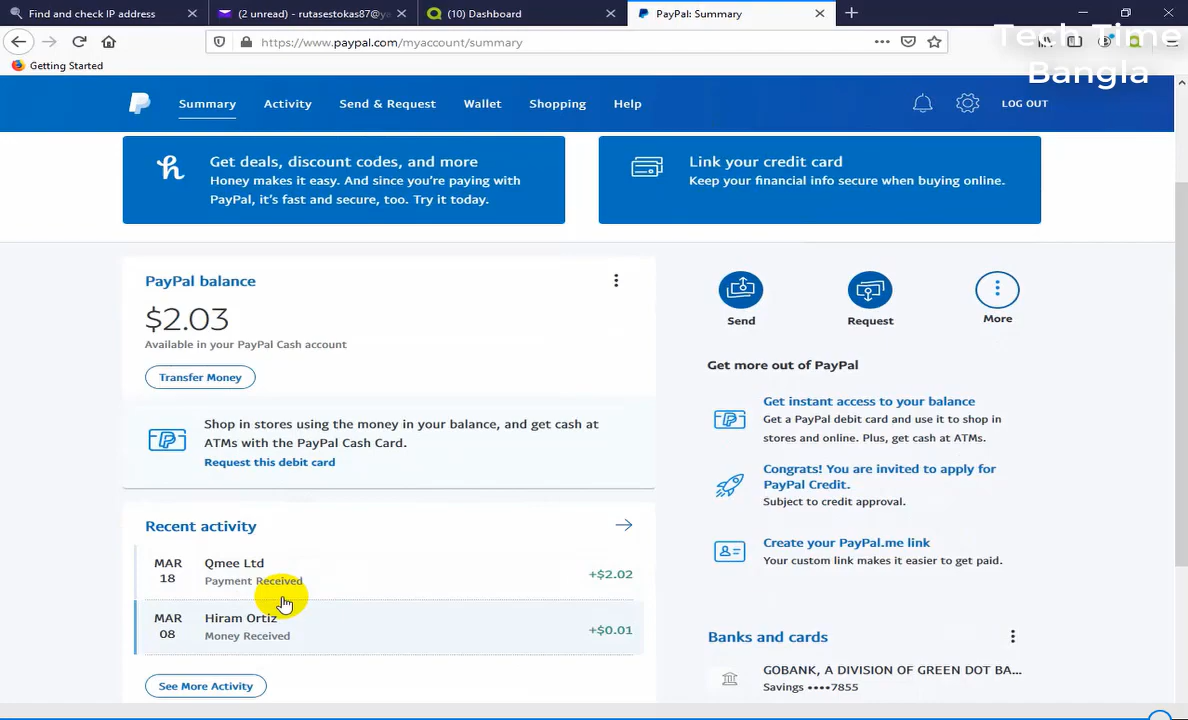 Find and check IP address
(2 unread) - rutasestokas87@y
(10) Dashboard
PayPal: Summary
https://www.paypal.com/myaccount/summary
Getting Started
Tech Time
Bangla
Summary
Activity
Send & Request
Wallet
Shopping
Help
LOG OUT
Get deals, discount codes, and more
Honey makes it easy. And since you're paying with
PayPal, it's fast and secure, too. Try it today.
Link your credit card
Keep your financial info secure when buying online.
PayPal balance
$2.03
Available in your PayPal Cash account
Transfer Money
Shop in stores using the money in your balance, and get cash at
ATMs with the PayPal Cash Card.
Request this debit card
Recent activity
MAR
18
Qmee Ltd
Payment Received
+$2.02
MAR
08
Hiram Ortiz
Money Received
+$0.01
See More Activity
Send
Request
More
Get more out of PayPal
Get instant access to your balance
Get a PayPal debit card and use it to shop in
stores and online. Plus, get cash at ATMs.
Congrats! You are invited to apply for
PayPal Credit.
Subject to credit approval.
Create your PayPal.me link
Your custom link makes it easier to get paid.
Banks and cards
GOBANK, A DIVISION OF GREEN DOT BA...
Savings ••••7855